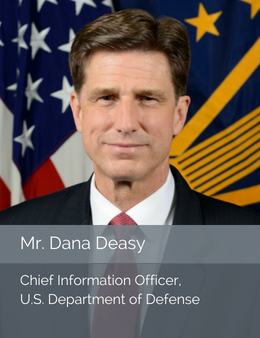 Mr. Dana Deasy
Chief Information Officer,
U.S. Department of Defense